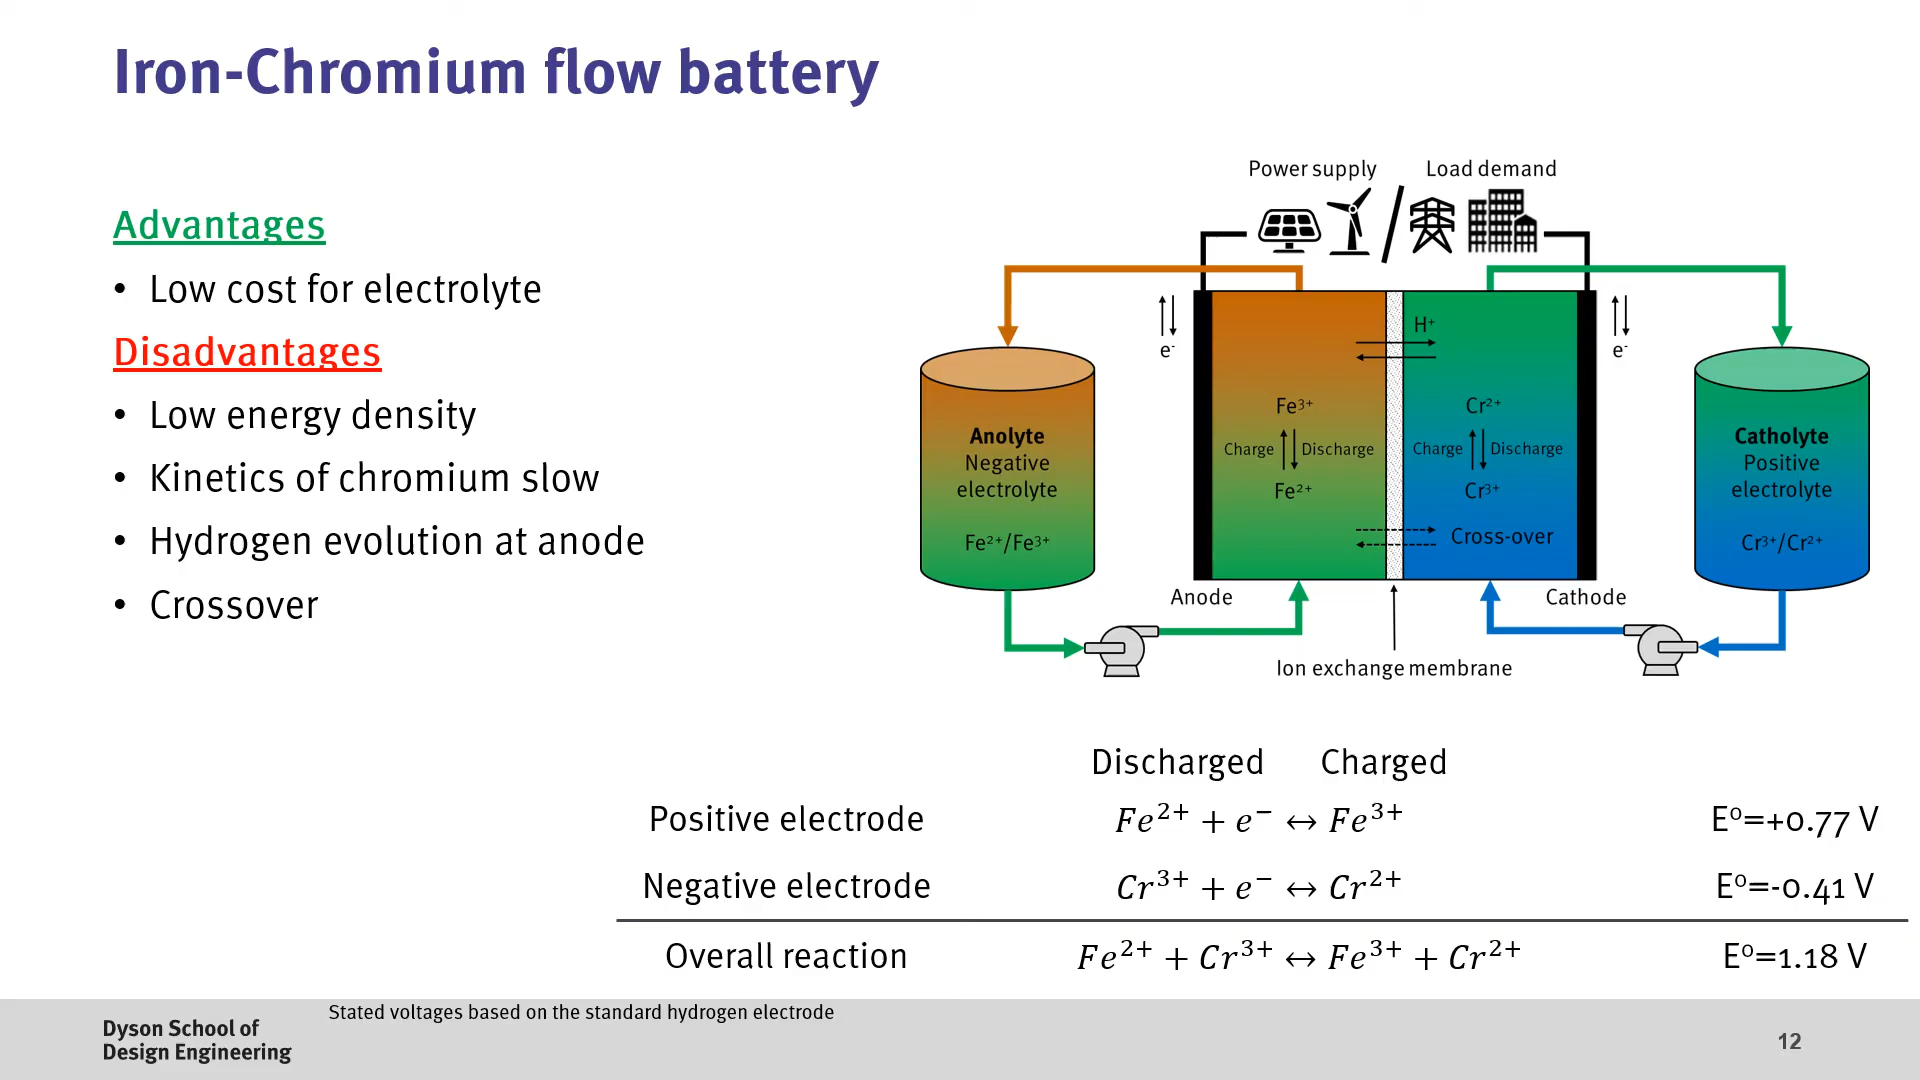 Iron-Chromium flow battery
Advantages
• Low cost for electrolyte
Disadvantages
• Low energy density
• Kinetics of chromium slow
• Hydrogen evolution at anode
• Crossover
Power supply
Load demand
e⁻
e⁻
H⁺
Anolyte
Negative
electrolyte
Fe²⁺/Fe³⁺
Fe³⁺
Charge
Discharge
Fe²⁺
Cr²⁺
Charge
Discharge
Cr³⁺
Cross-over
Catholyte
Positive
electrolyte
Cr³⁺/Cr²⁺
Anode
Cathode
Ion exchange membrane
Discharged Charged
Positive electrode Fe²⁺ + e⁻ ↔ Fe³⁺ E⁰=+0.77 V
Negative electrode Cr³⁺ + e⁻ ↔ Cr²⁺ E⁰=-0.41 V
Overall reaction Fe²⁺ + Cr³⁺ ↔ Fe³⁺ + Cr²⁺ E⁰=1.18 V
Stated voltages based on the standard hydrogen electrode
Dyson School of
Design Engineering
12